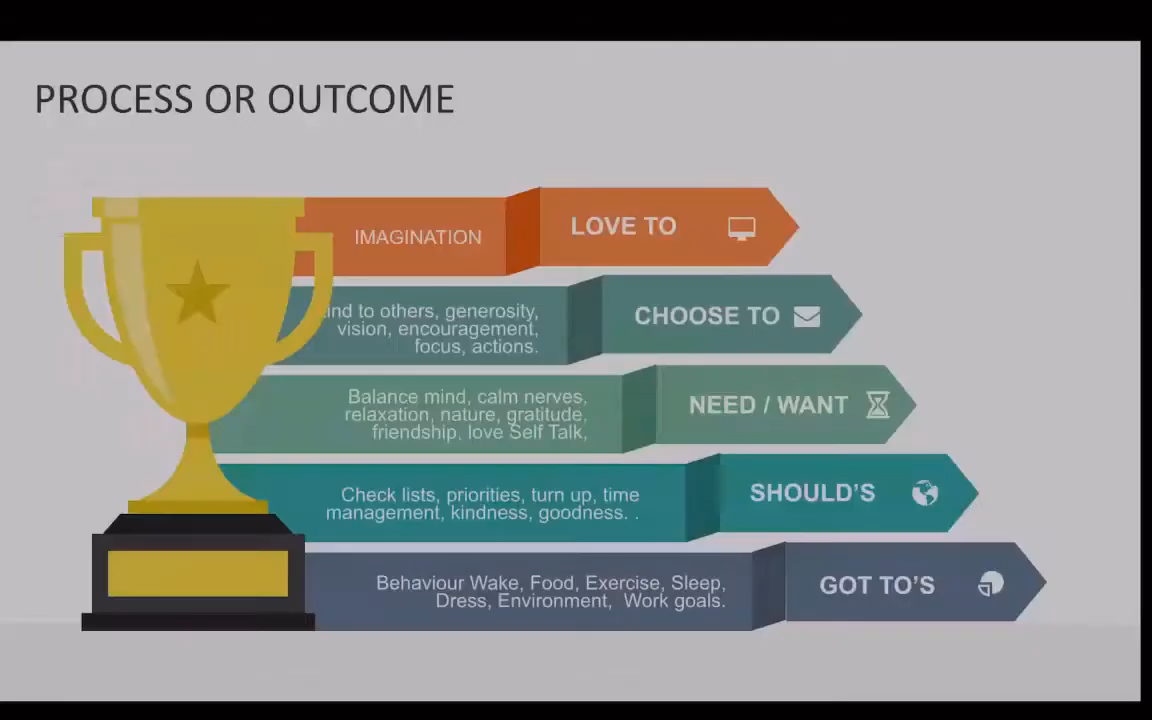 PROCESS OR OUTCOME
IMAGINATION
LOVE TO
to others, generosity,
vision, encouragement,
focus, actions.
CHOOSE TO
Balance mind, calm nerves,
relaxation, nature, gratitude,
friendship, love Self Talk,
NEED / WANT
Check lists, priorities, turn up, time
management, kindness, goodness. .
SHOULD'S
Behaviour Wake, Food, Exercise, Sleep,
Dress, Environment, Work goals.
GOT TO'S